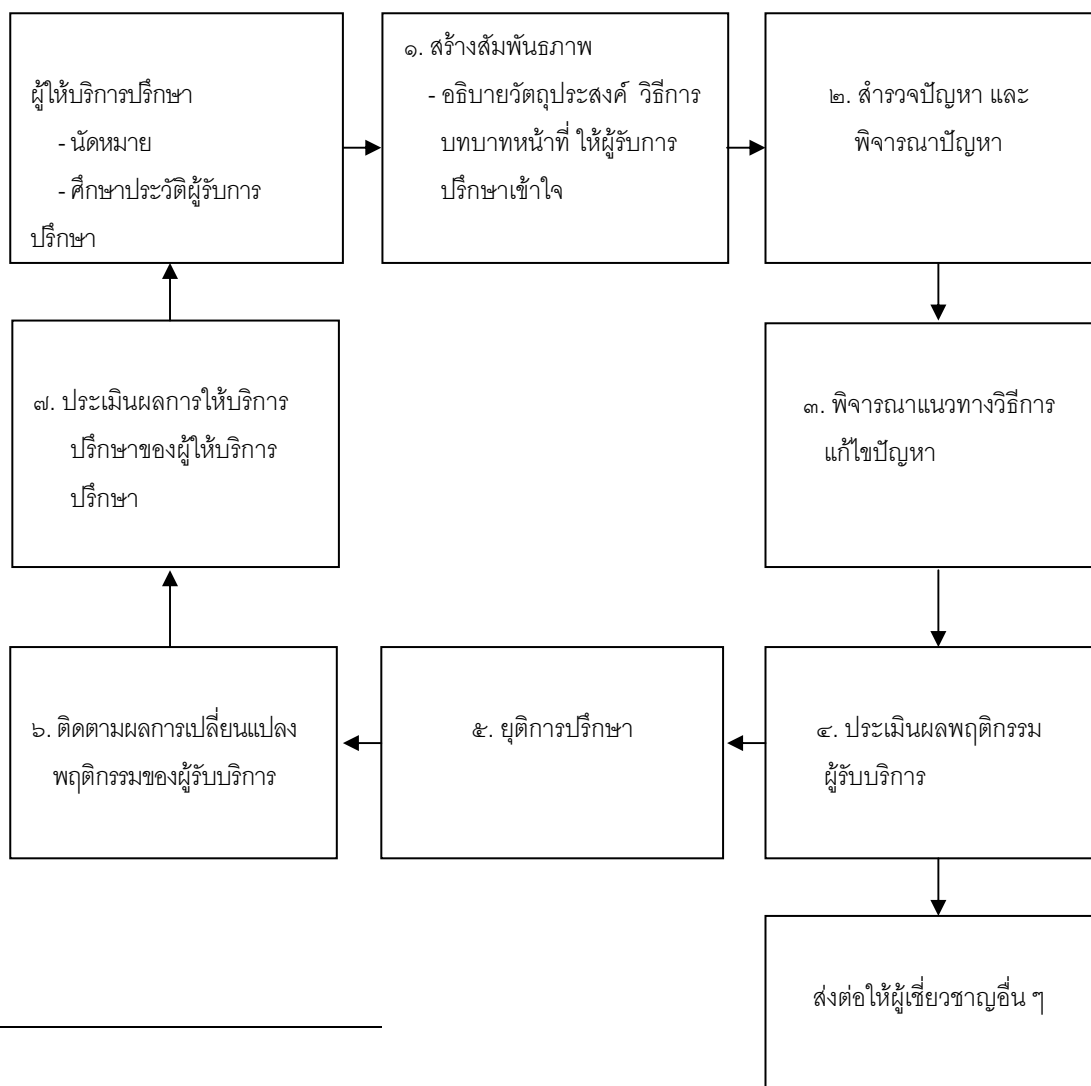 ผู้ให้บริการปรึกษา
- นัดหมาย
- ศึกษาประวัติผู้รับการ
ปรึกษา
๑. สร้างสัมพันธภาพ
- อธิบายวัตถุประสงค์ วิธีการ
บทบาทหน้าที่ ให้ผู้รับการ
ปรึกษาเข้าใจ
๒. สำรวจปัญหา และ
พิจารณาปัญหา
๓. พิจารณาแนวทางวิธีการ
แก้ไขปัญหา
๔. ประเมินผลพฤติกรรม
ผู้รับบริการ
ส่งต่อให้ผู้เชี่ยวชาญอื่น ๆ
๕. ยุติการปรึกษา
๖. ติดตามผลการเปลี่ยนแปลง
พฤติกรรมของผู้รับบริการ
๗. ประเมินผลการให้บริการ
ปรึกษาของผู้ให้บริการ
ปรึกษา